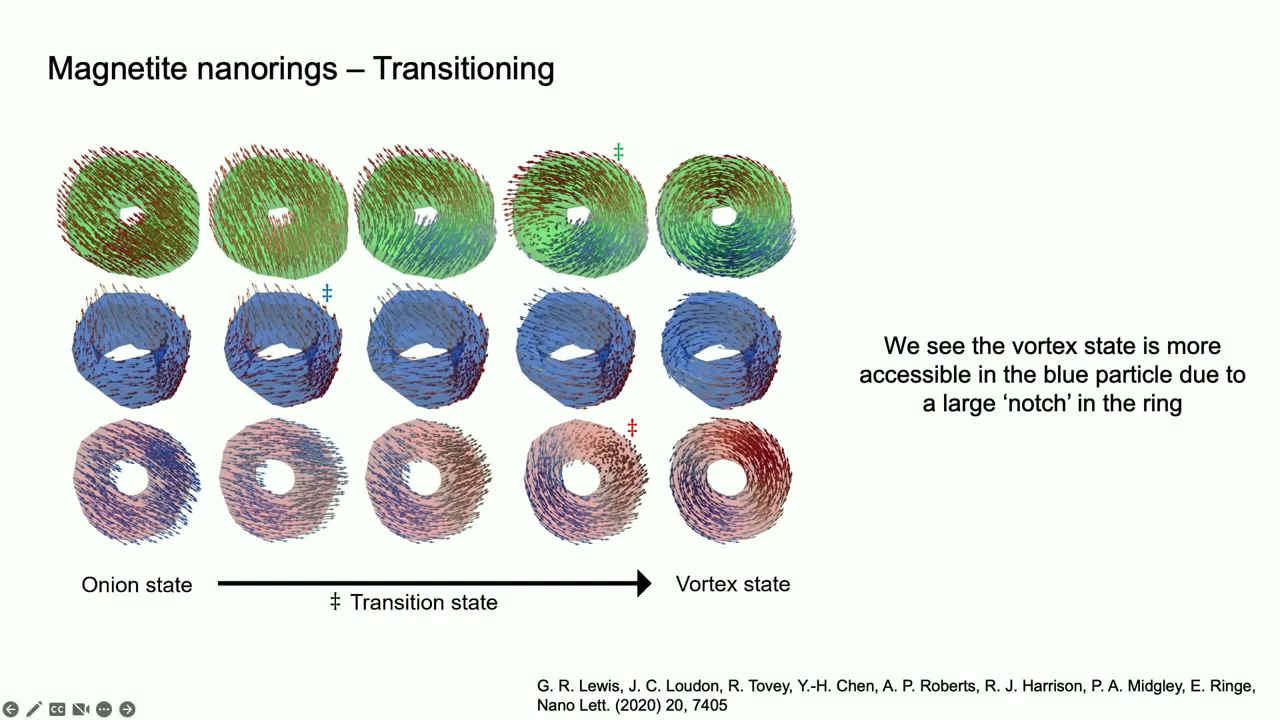 Magnetite nanorings – Transitioning
‡
‡
We see the vortex state is more
accessible in the blue particle due to
a large ‘notch’ in the ring
‡
Onion state
Vortex state
‡ Transition state
G. R. Lewis, J. C. Loudon, R. Tovey, Y.-H. Chen, A. P. Roberts, R. J. Harrison, P. A. Midgley, E. Ringe,
Nano Lett. (2020) 20, 7405
CC